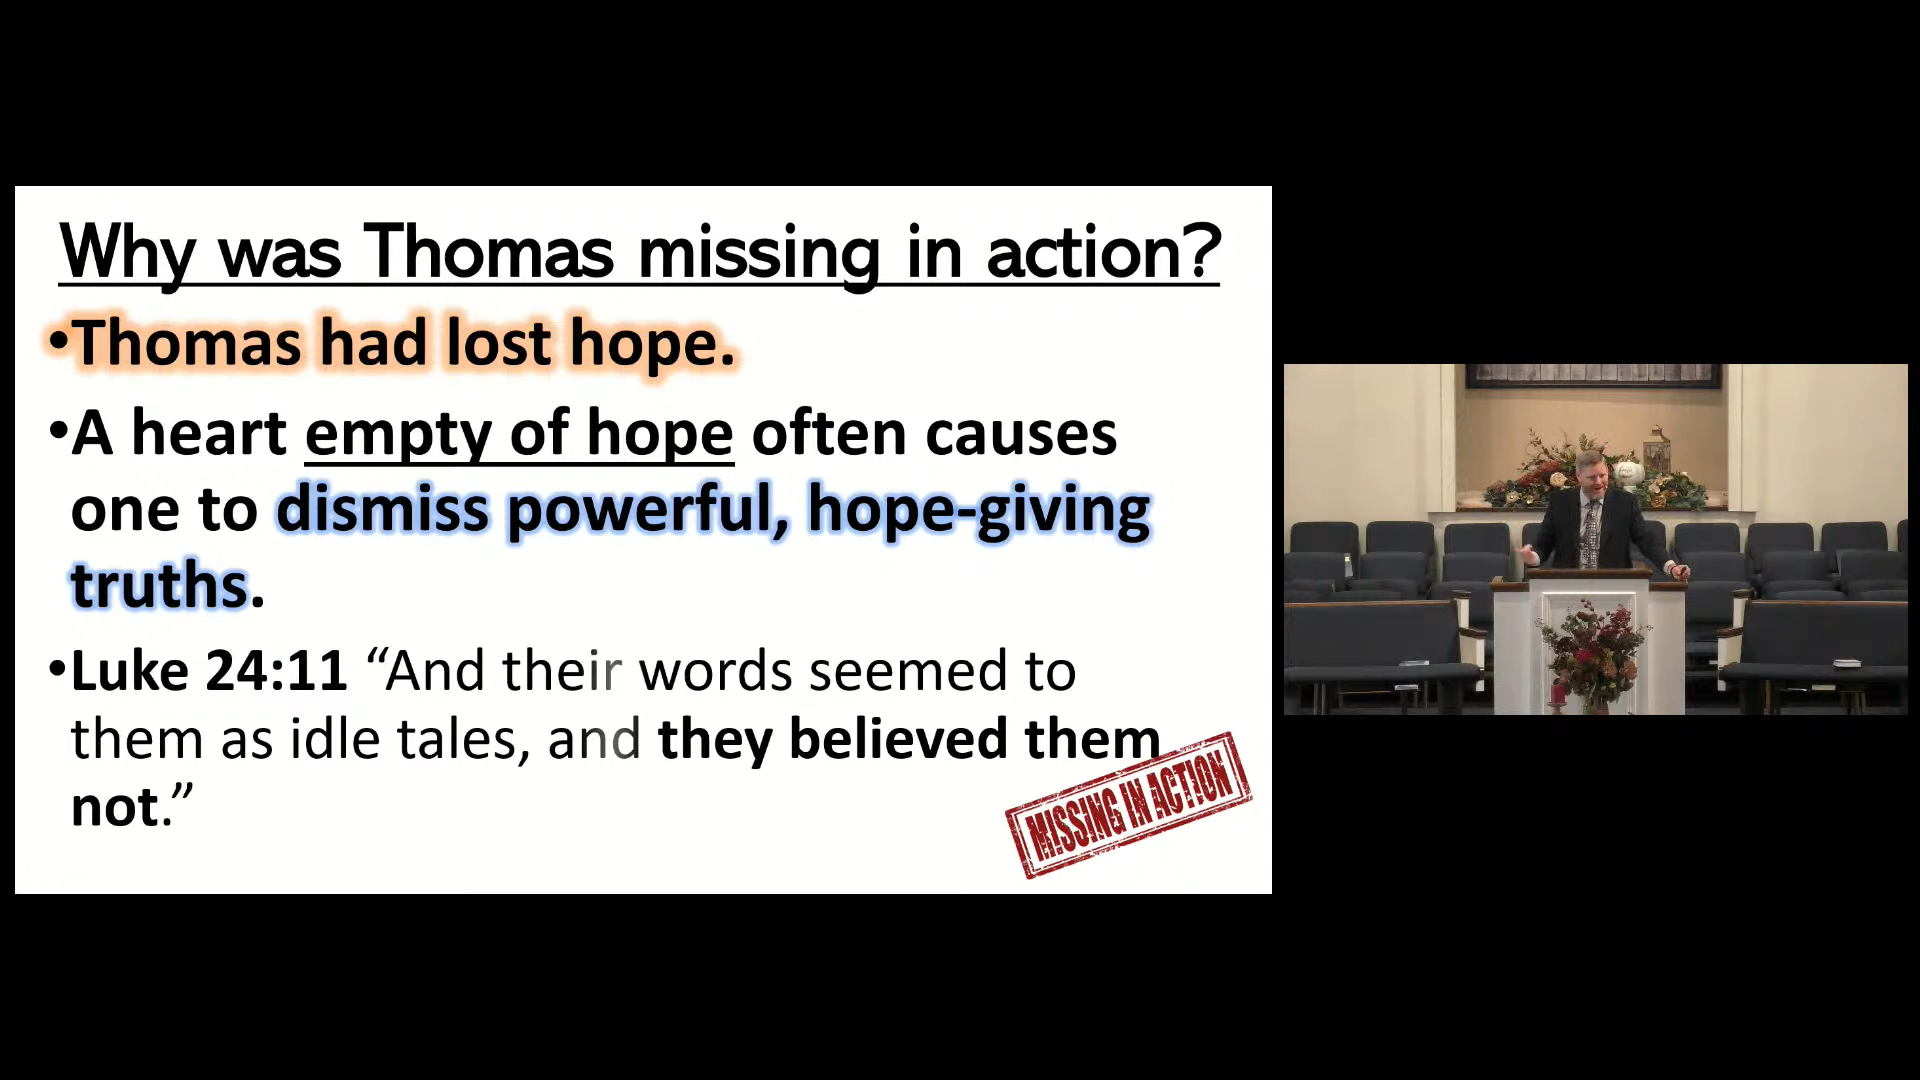 Why was Thomas missing in action?
•Thomas had lost hope.
•A heart empty of hope often causes
one to dismiss powerful, hope-giving
truths.
•Luke 24:11 “And their words seemed to
them as idle tales, and they believed them
not.”
MISSING IN ACTION